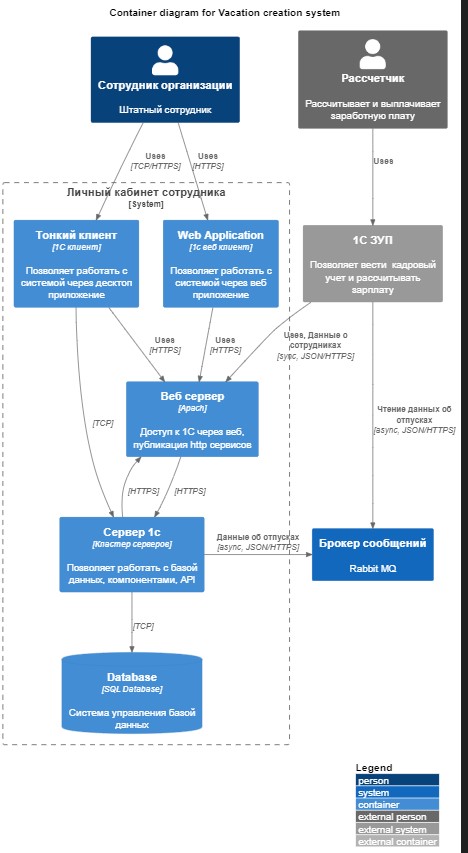 Container diagram for Vacation creation system
Сотрудник организации
Штатный сотрудник
Рассчетчик
Рассчитывает и выплачивает
заработную плату
Uses
[TCP/HTTPS]
Uses
[HTTPS]
Uses
Личный кабинет сотрудника
[System]
Тонкий клиент
[1С клиент]
Позволяет работать с
системой через десктоп
приложение
Web Application
[1с веб клиент]
Позволяет работать с
системой через веб
приложение
1С ЗУП
Позволяет вести кадровый
учет и рассчитывать
зарплату
Uses
[HTTPS]
Uses
[HTTPS]
Uses, Данные о
сотрудниках
[sync, JSON/HTTPS]
Веб сервер
[Apach]
Доступ к 1С через веб,
публикация http сервисов
[TCP]
Чтение данных об
отпусках
[async, JSON/HTTPS]
[HTTPS]
[HTTPS]
Сервер 1с
[Кластер серверов]
Позволяет работать с базой
данных, компонентами, API
Данные об отпусках
[async, JSON/HTTPS]
Брокер сообщений
Rabbit MQ
[TCP]
Database
[SQL Database]
Система управления базой
данных
Legend
person
system
container
external person
external system
external container